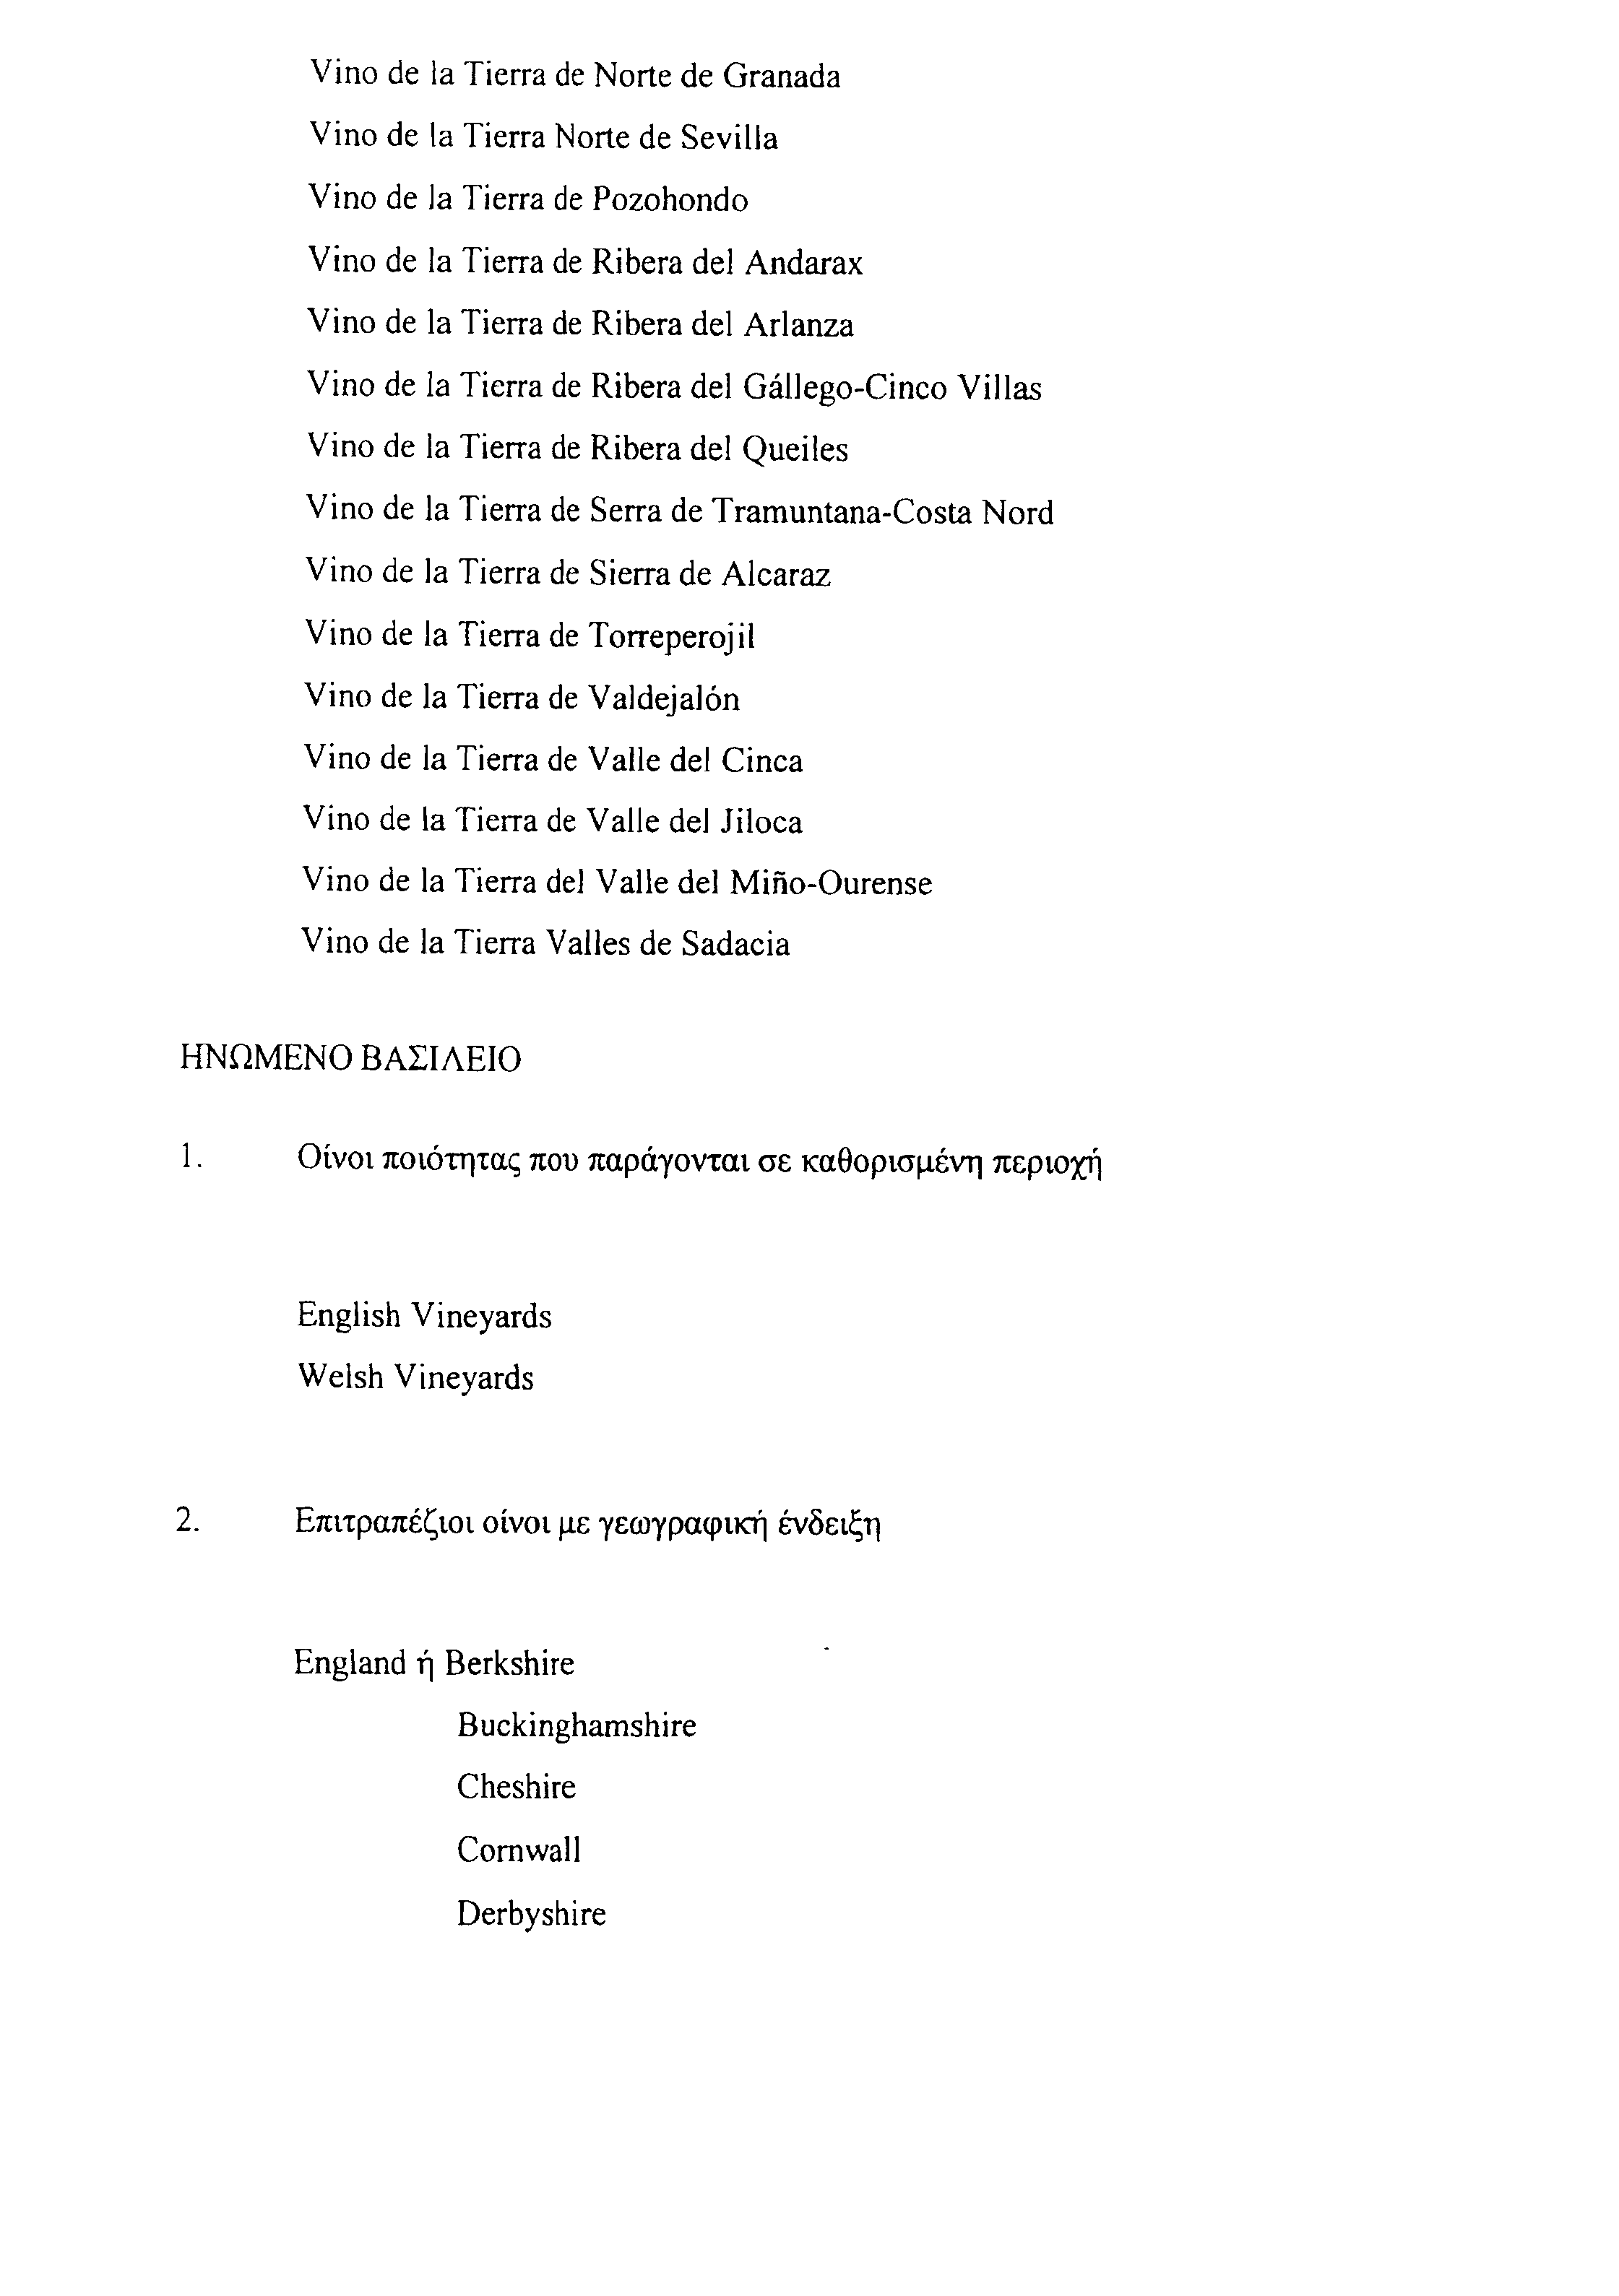 Vino de la Tierra de Norte de Granada
Vino de la Tierra Norte de Sevilla
Vino de la Tierra de Pozohondo
Vino de la Tierra de Ribera del Andarax
Vino de la Tierra de Ribera del Arlanza
Vino de la Tierra de Ribera del Gállego-Cinco Villas
Vino de la Tierra de Ribera del Queiles
Vino de la Tierra de Serra de Tramuntana-Costa Nord
Vino de la Tierra de Sierra de Alcaraz
Vino de la Tierra de Torreperojil
Vino de la Tierra de Valdejalón
Vino de la Tierra de Valle del Cinca
Vino de la Tierra de Valle del Jiloca
Vino de la Tierra del Valle del Miño-Ourense
Vino de la Tierra Valles de Sadacia
ΗΝΩΜΕΝΟ ΒΑΣΙΛΕΙΟ
1. Οίνοι ποιότητας που παράγονται σε καθορισμένη περιοχή
English Vineyards
Welsh Vineyards
2. Επιτραπέζιοι οίνοι με γεωγραφική ένδειξη
England ή Berkshire
Buckinghamshire
Cheshire
Cornwall
Derbyshire